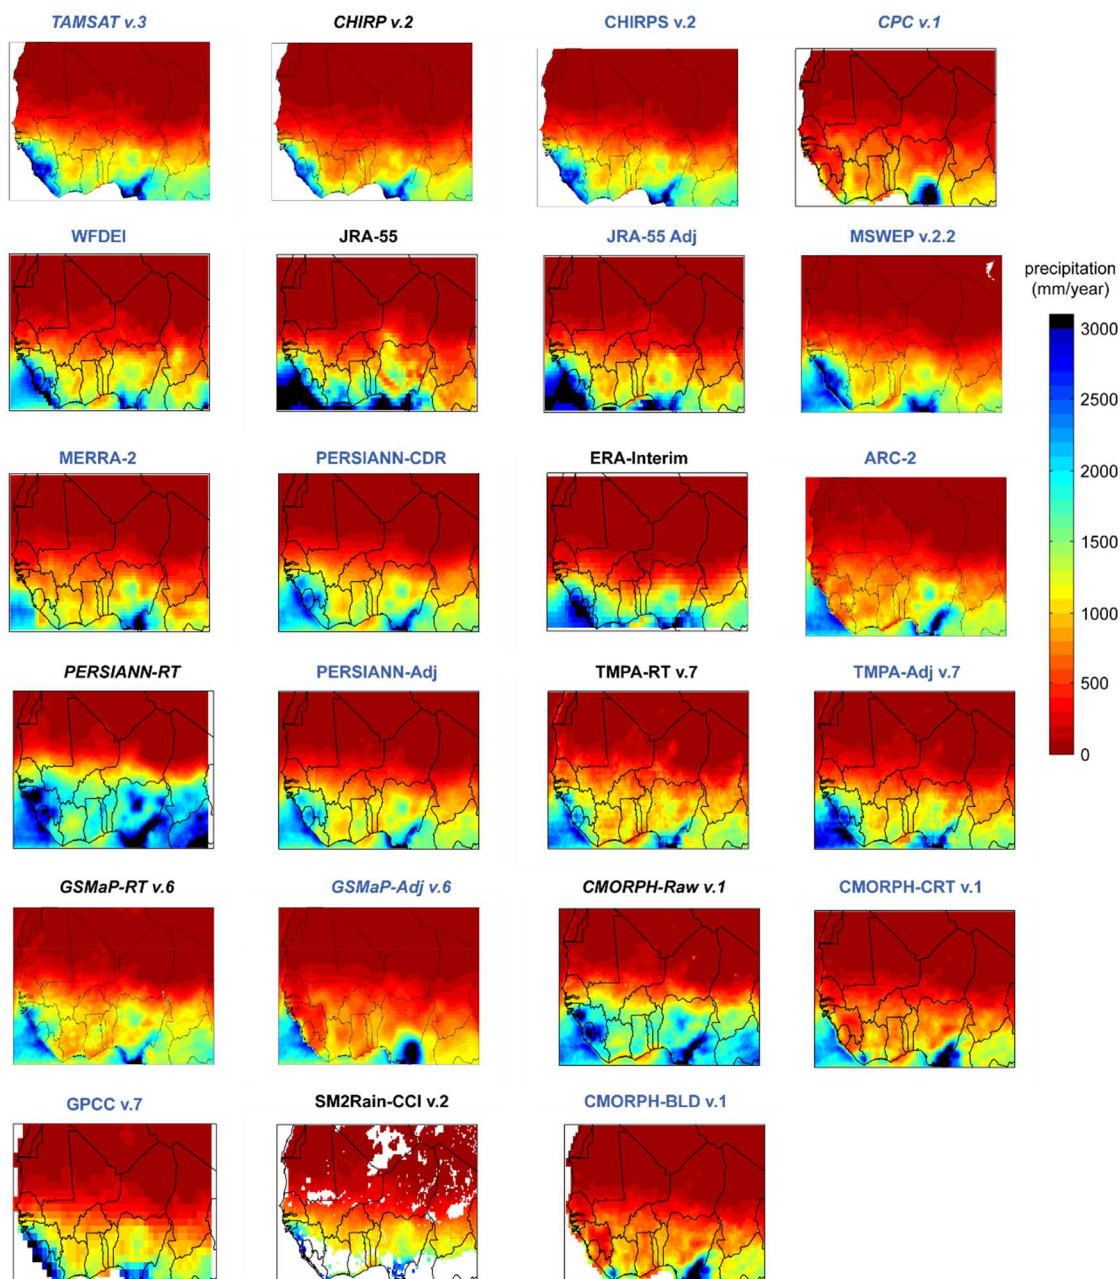 TAMSAT v.3
CHIRP v.2
CHIRPS v.2
CPC v.1
WFDEI
JRA-55
JRA-55 Adj
MSWEP v.2.2
precipitation
(mm/year)
3000
2000
1000
500
0
MERRA-2
PERSIANN-CDR
ERA-Interim
ARC-2
PERSIANN-RT
PERSIANN-Adj
TMPA-RT v.7
TMPA-Adj v.7
GSMaP-RT v.6
GSMaP-Adj v.6
CMORPH-Raw v.1
CMORPH-CRT v.1
GPCC v.7
SM2Rain-CCI v.2
CMORPH-BLD v.1